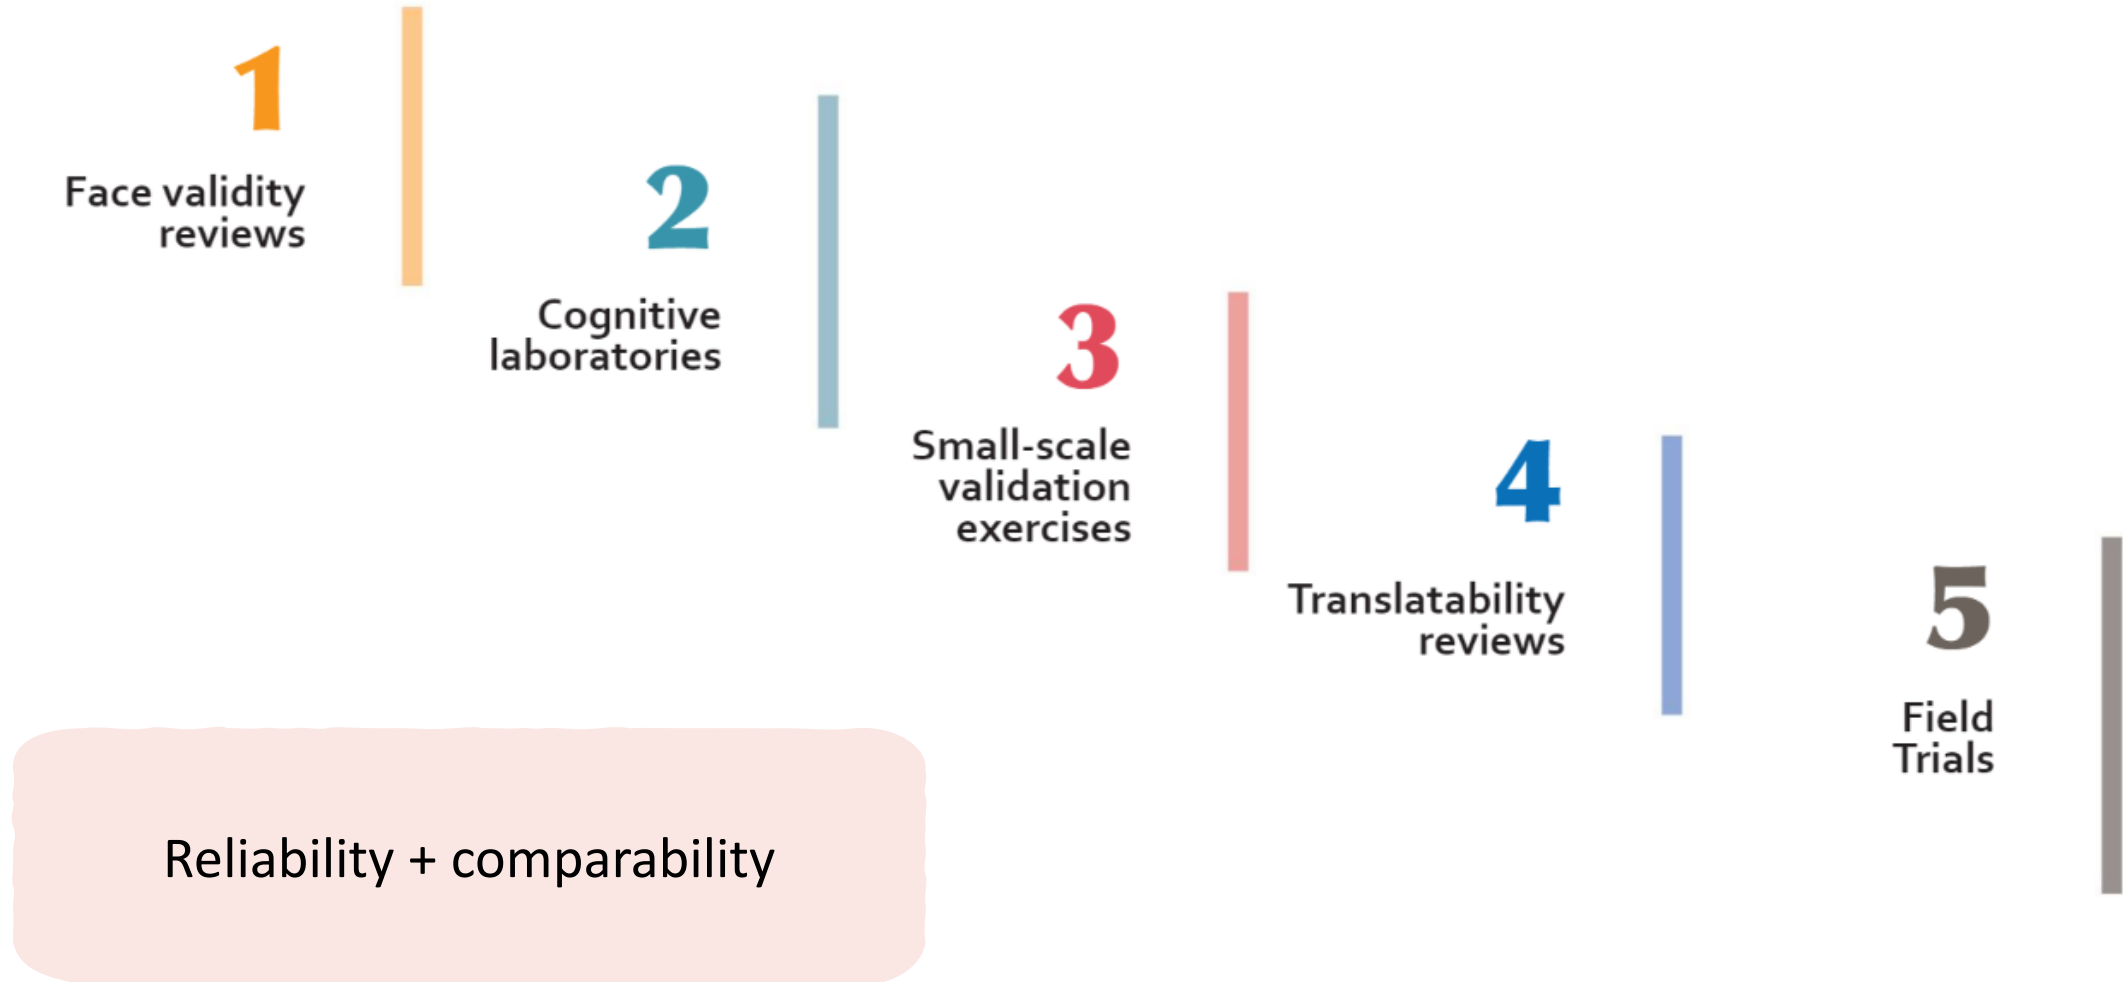 1
Face validity
reviews
2
Cognitive
laboratories
3
Small-scale
validation
exercises
4
Translatability
reviews
5
Field
Trials
Reliability + comparability